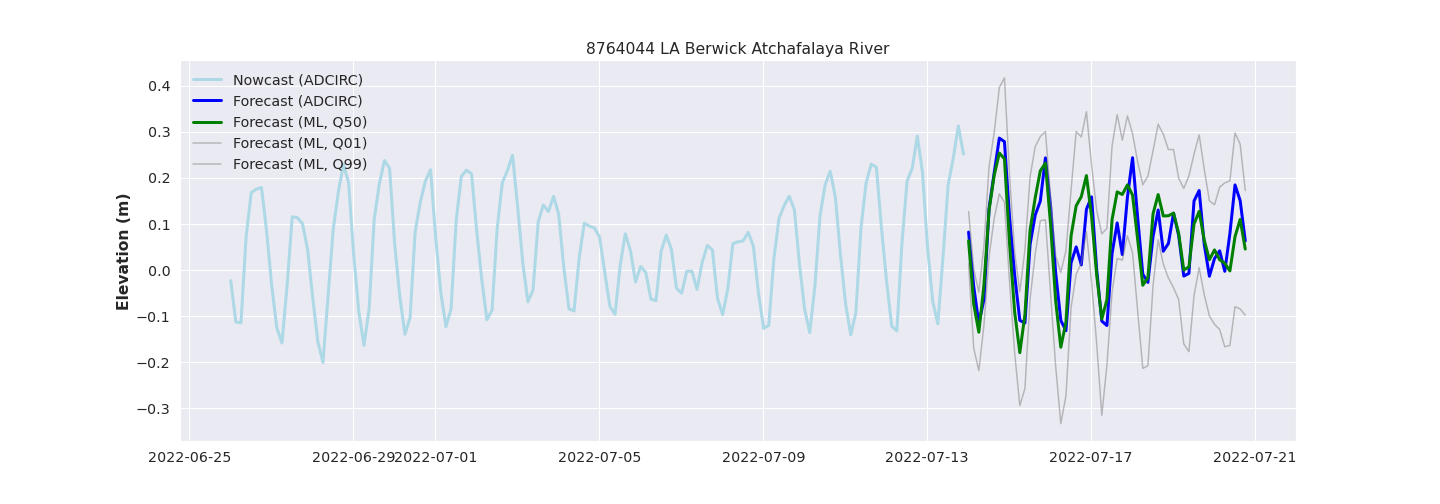 8764044 LA Berwick Atchafalaya River
Nowcast (ADCIRC)
Forecast (ADCIRC)
Forecast (ML, Q50)
Forecast (ML, Q01)
Forecast (ML, Q99)
Elevation (m)
0.4
0.3
0.2
0.1
0.0
−0.1
−0.2
−0.3
2022-06-25 2022-06-29 2022-07-01 2022-07-05 2022-07-09 2022-07-13 2022-07-17 2022-07-21